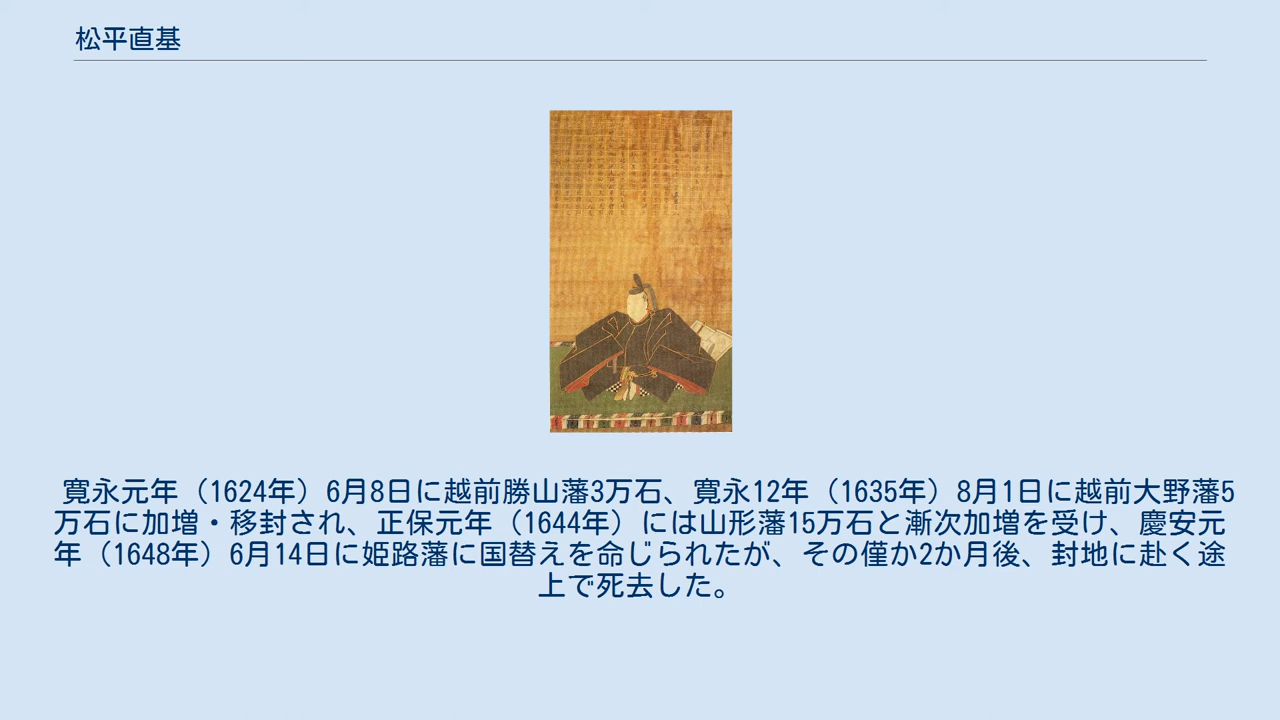 松平直基
寛永元年（1624年）6月8日に越前勝山藩3万石、寛永12年（1635年）8月1日に越前大野藩5
万石に加増・移封され、正保元年（1644年）には山形藩15万石と漸次加増を受け、慶安元
年（1648年）6月14日に姫路藩に国替えを命じられたが、その僅か2か月後、封地に赴く途
上で死去した。